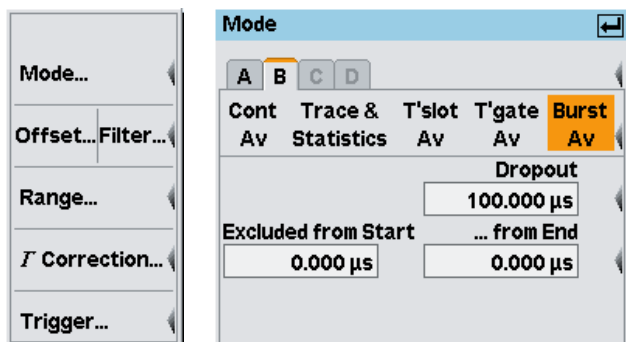 Mode...
Offset... Filter...
Range...
Γ Correction...
Trigger...
Mode
A B C D
Cont Trace & T'slot T'gate Burst
Av Statistics Av Av Av
Dropout
100.000 µs
Excluded from Start ... from End
0.000 µs 0.000 µs